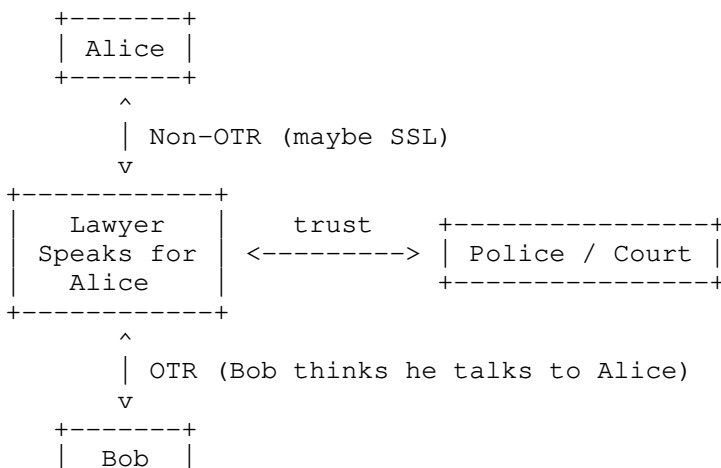 Alice
Non-OTR (maybe SSL)
Lawyer
Speaks for
Alice
trust
Police / Court
OTR (Bob thinks he talks to Alice)
Bob